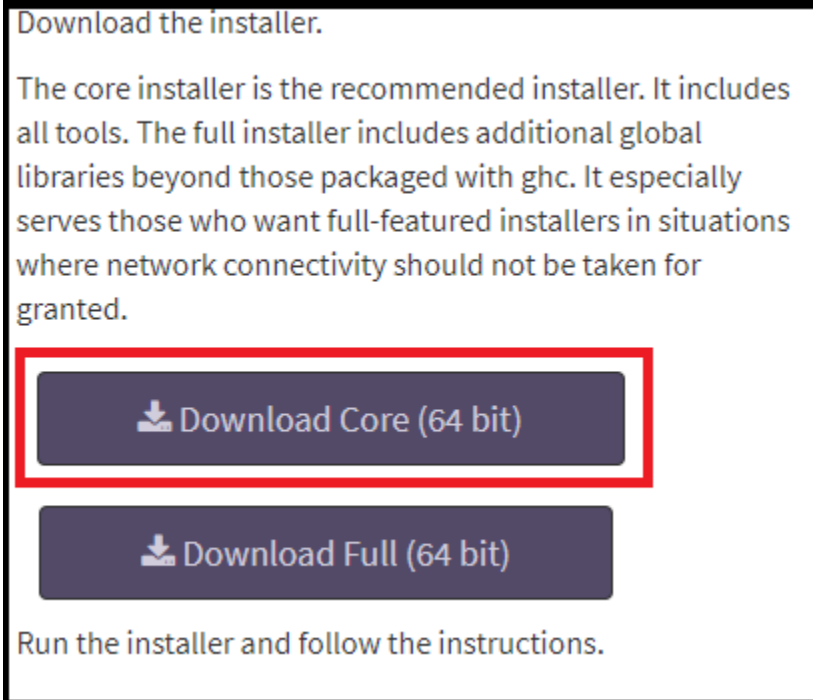 Download the installer.
The core installer is the recommended installer. It includes
all tools. The full installer includes additional global
libraries beyond those packaged with ghc. It especially
serves those who want full-featured installers in situations
where network connectivity should not be taken for
granted.
Download Core (64 bit)
Download Full (64 bit)
Run the installer and follow the instructions.